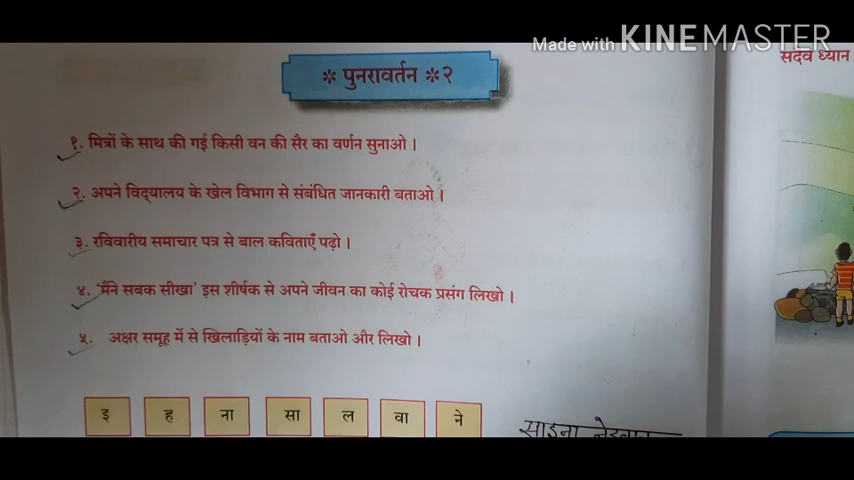 Made with KINEMASTER
सदैव ध्यान
* पुनरावर्तन * २
१. मित्रों के साथ की गई किसी वन की सैर का वर्णन सुनाओ ।
२. अपने विद्यालय के खेल विभाग से संबंधित जानकारी बताओ ।
३. रविवारीय समाचार पत्र से बाल कविताएँ पढ़ो ।
४. 'मैंने सबक सीखा' इस शीर्षक से अपने जीवन का कोई रोचक प्रसंग लिखो ।
५. अक्षर समूह में से खिलाड़ियों के नाम बताओ और लिखो ।
इ ह ना सा ल वा ने
साइना नेहवाल